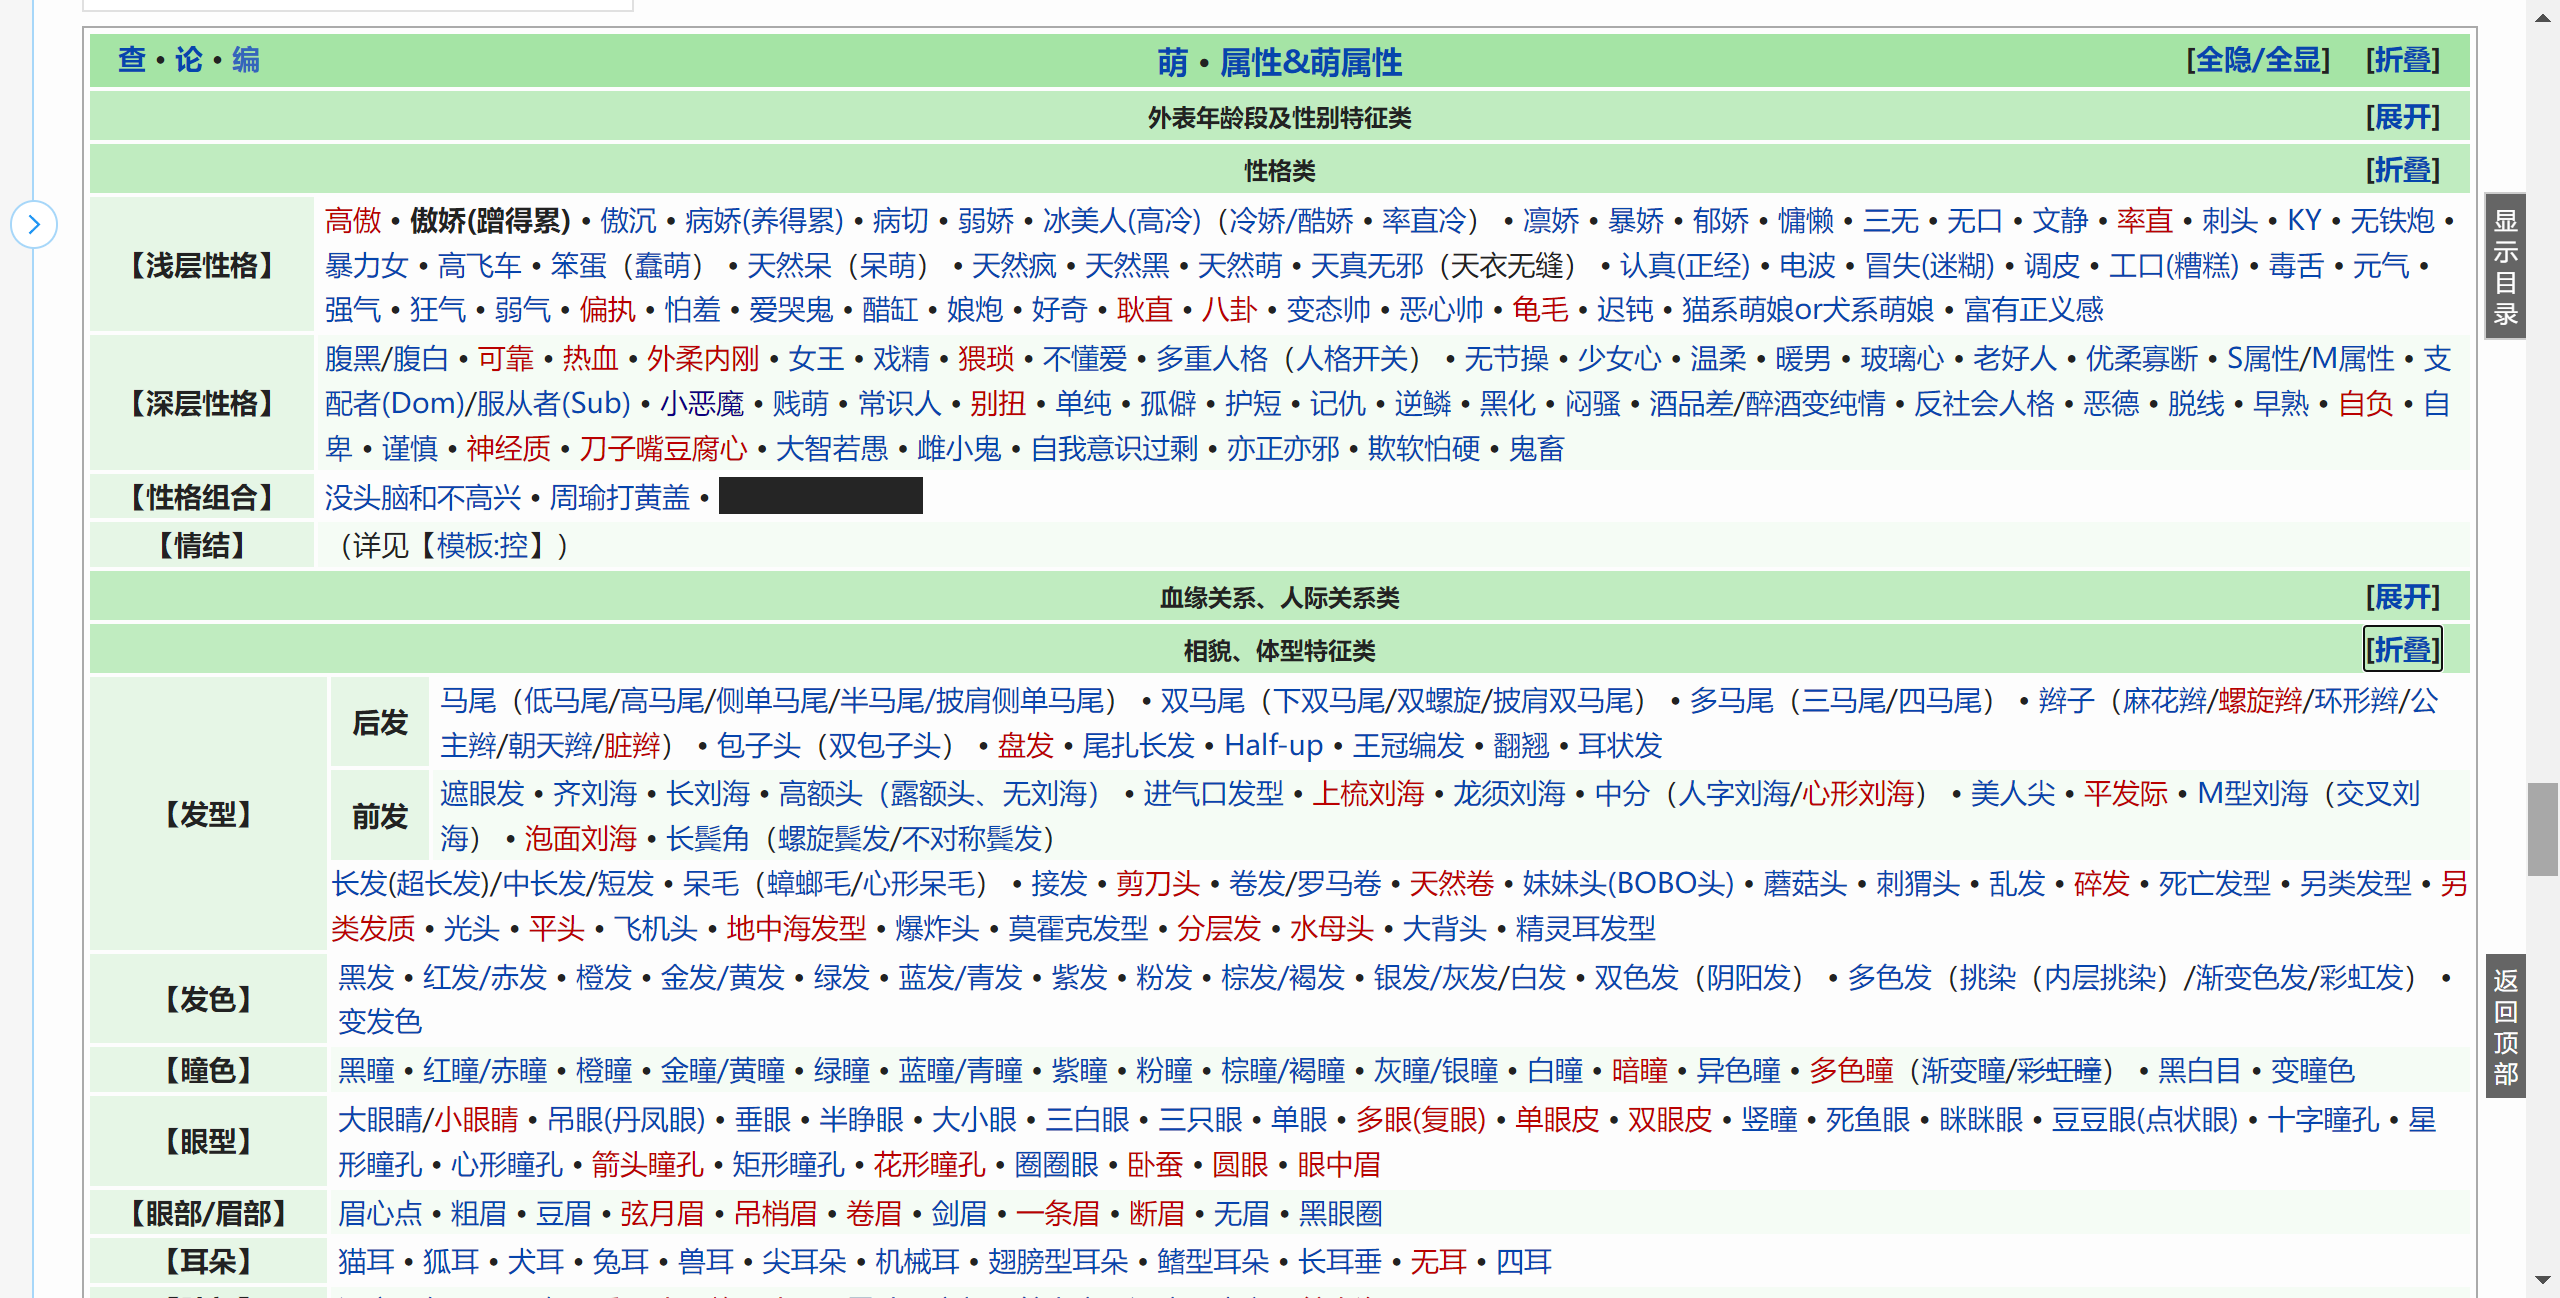 查 • 论 • 编
萌 • 属性&萌属性
[全隐/全显] [折叠]
外表年龄段及性别特征类 [展开]
性格类 [折叠]
【浅层性格】
高傲 • 傲娇(蹭得累) • 傲沉 • 病娇(养得累) • 病切 • 弱娇 • 冰美人(高冷)（冷娇/酷娇 • 率直冷） • 凛娇 • 暴娇 • 郁娇 • 慵懒 • 三无 • 无口 • 文静 • 率直 • 刺头 • KY • 无铁炮 •
暴力女 • 高飞车 • 笨蛋（蠢萌） • 天然呆（呆萌） • 天然疯 • 天然黑 • 天然萌 • 天真无邪（天衣无缝） • 认真(正经) • 电波 • 冒失(迷糊) • 调皮 • 工口(糟糕) • 毒舌 • 元气 •
强气 • 狂气 • 弱气 • 偏执 • 怕羞 • 爱哭鬼 • 醋缸 • 娘炮 • 好奇 • 耿直 • 八卦 • 变态帅 • 恶心帅 • 龟毛 • 迟钝 • 猫系萌娘or犬系萌娘 • 富有正义感
【深层性格】
腹黑/腹白 • 可靠 • 热血 • 外柔内刚 • 女王 • 戏精 • 猥琐 • 不懂爱 • 多重人格（人格开关） • 无节操 • 少女心 • 温柔 • 暖男 • 玻璃心 • 老好人 • 优柔寡断 • S属性/M属性 • 支
配者(Dom)/服从者(Sub) • 小恶魔 • 贱萌 • 常识人 • 别扭 • 单纯 • 孤僻 • 护短 • 记仇 • 逆鳞 • 黑化 • 闷骚 • 酒品差/醉酒变纯情 • 反社会人格 • 恶德 • 脱线 • 早熟 • 自负 • 自
卑 • 谨慎 • 神经质 • 刀子嘴豆腐心 • 大智若愚 • 雌小鬼 • 自我意识过剩 • 亦正亦邪 • 欺软怕硬 • 鬼畜
【性格组合】
没头脑和不高兴 • 周瑜打黄盖 •
【情结】
（详见【模板:控】）
血缘关系、人际关系类 [展开]
相貌、体型特征类 [折叠]
【发型】
后发
马尾（低马尾/高马尾/侧单马尾/半马尾/披肩侧单马尾） • 双马尾（下双马尾/双螺旋/披肩双马尾） • 多马尾（三马尾/四马尾） • 辫子（麻花辫/螺旋辫/环形辫/公
主辫/朝天辫/脏辫） • 包子头（双包子头） • 盘发 • 尾扎长发 • Half-up • 王冠编发 • 翻翘 • 耳状发
前发
遮眼发 • 齐刘海 • 长刘海 • 高额头（露额头、无刘海） • 进气口发型 • 上梳刘海 • 龙须刘海 • 中分（人字刘海/心形刘海） • 美人尖 • 平发际 • M型刘海（交叉刘
海） • 泡面刘海 • 长鬓角（螺旋鬓发/不对称鬓发）
长发(超长发)/中长发/短发 • 呆毛（蟑螂毛/心形呆毛） • 接发 • 剪刀头 • 卷发/罗马卷 • 天然卷 • 妹妹头(BOBO头) • 蘑菇头 • 刺猬头 • 乱发 • 碎发 • 死亡发型 • 另类发型 • 另
类发质 • 光头 • 平头 • 飞机头 • 地中海发型 • 爆炸头 • 莫霍克发型 • 分层发 • 水母头 • 大背头 • 精灵耳发型
【发色】
黑发 • 红发/赤发 • 橙发 • 金发/黄发 • 绿发 • 蓝发/青发 • 紫发 • 粉发 • 棕发/褐发 • 银发/灰发/白发 • 双色发（阴阳发） • 多色发（挑染（内层挑染）/渐变色发/彩虹发） •
变发色
【瞳色】
黑瞳 • 红瞳/赤瞳 • 橙瞳 • 金瞳/黄瞳 • 绿瞳 • 蓝瞳/青瞳 • 紫瞳 • 粉瞳 • 棕瞳/褐瞳 • 灰瞳/银瞳 • 白瞳 • 暗瞳 • 异色瞳 • 多色瞳（渐变瞳/彩虹瞳） • 黑白目 • 变瞳色
【眼型】
大眼睛/小眼睛 • 吊眼(丹凤眼) • 垂眼 • 半睁眼 • 大小眼 • 三白眼 • 三只眼 • 单眼 • 多眼(复眼) • 单眼皮 • 双眼皮 • 竖瞳 • 死鱼眼 • 眯眯眼 • 豆豆眼(点状眼) • 十字瞳孔 • 星
形瞳孔 • 心形瞳孔 • 箭头瞳孔 • 矩形瞳孔 • 花形瞳孔 • 圈圈眼 • 卧蚕 • 圆眼 • 眼中眉
【眼部/眉部】
眉心点 • 粗眉 • 豆眉 • 弦月眉 • 吊梢眉 • 卷眉 • 剑眉 • 一条眉 • 断眉 • 无眉 • 黑眼圈
【耳朵】
猫耳 • 狐耳 • 犬耳 • 兔耳 • 兽耳 • 尖耳朵 • 机械耳 • 翅膀型耳朵 • 鳍型耳朵 • 长耳垂 • 无耳 • 四耳
显示目录
返回顶部